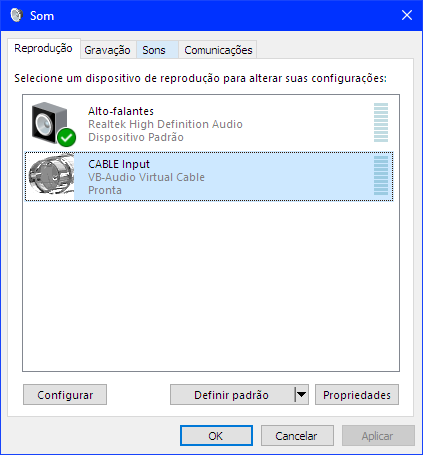 Som
Reprodução
Gravação
Sons
Comunicações
Selecione um dispositivo de reprodução para alterar suas configurações:
Alto-falantes
Realtek High Definition Audio
Dispositivo Padrão
CABLE Input
VB-Audio Virtual Cable
Pronta
Configurar
Definir padrão
Propriedades
OK
Cancelar
Aplicar